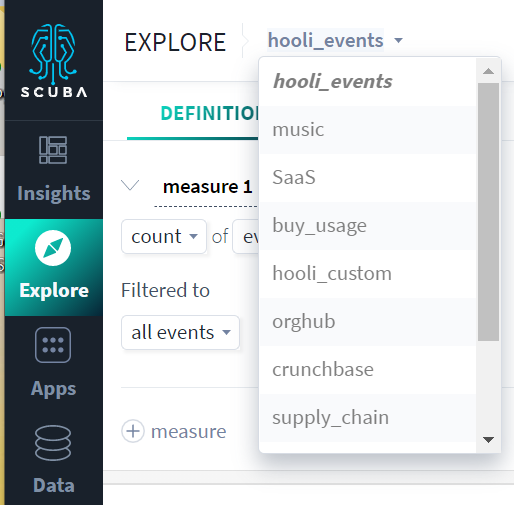 SCUBA
Insights
Explore
Apps
Data
EXPLORE
hooli_events
DEFINITIO
measure 1
count of ev
Filtered to
all events
measure
hooli_events
music
SaaS
buy_usage
hooli_custom
orghub
crunchbase
supply_chain